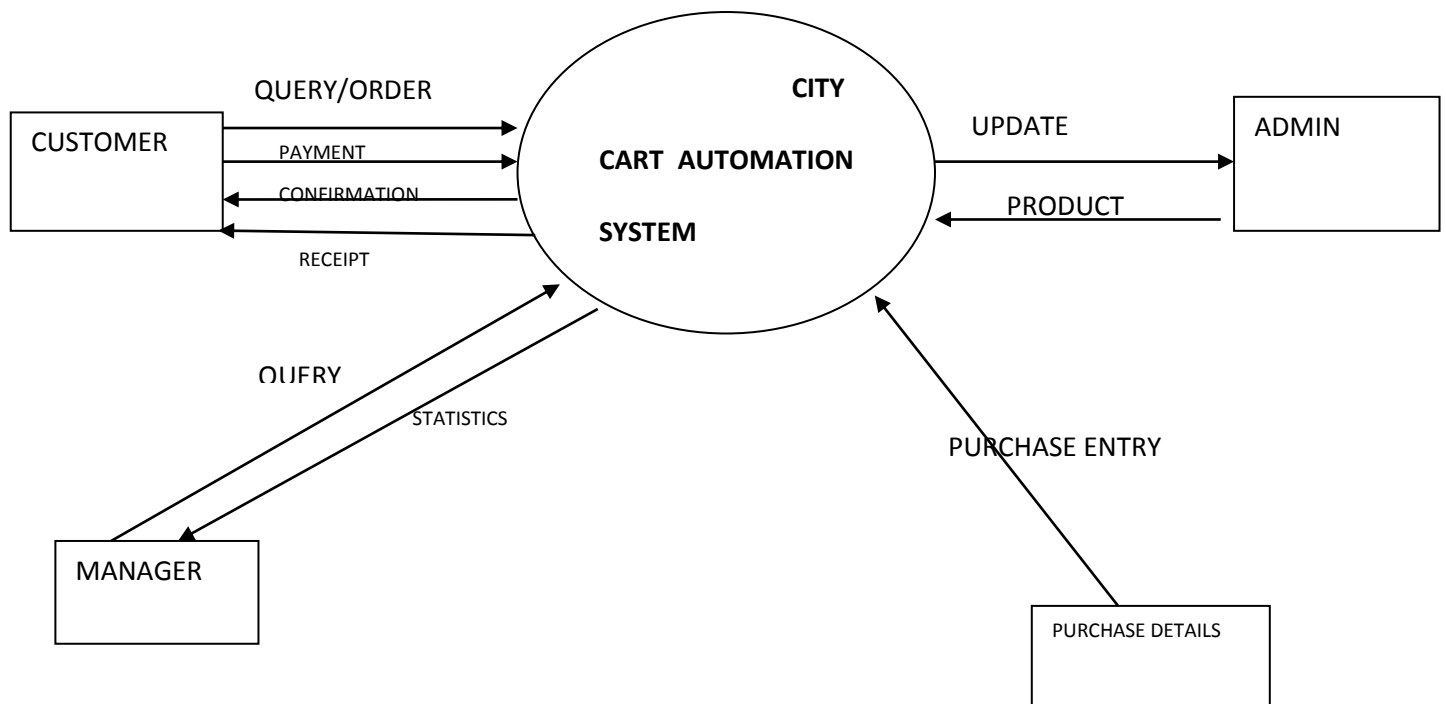 CITY
QUERY/ORDER
CUSTOMER
UPDATE
ADMIN
PAYMENT
CART AUTOMATION
CONFIRMATION
PRODUCT
SYSTEM
RECEIPT
QUERY
STATISTICS
PURCHASE ENTRY
MANAGER
PURCHASE DETAILS